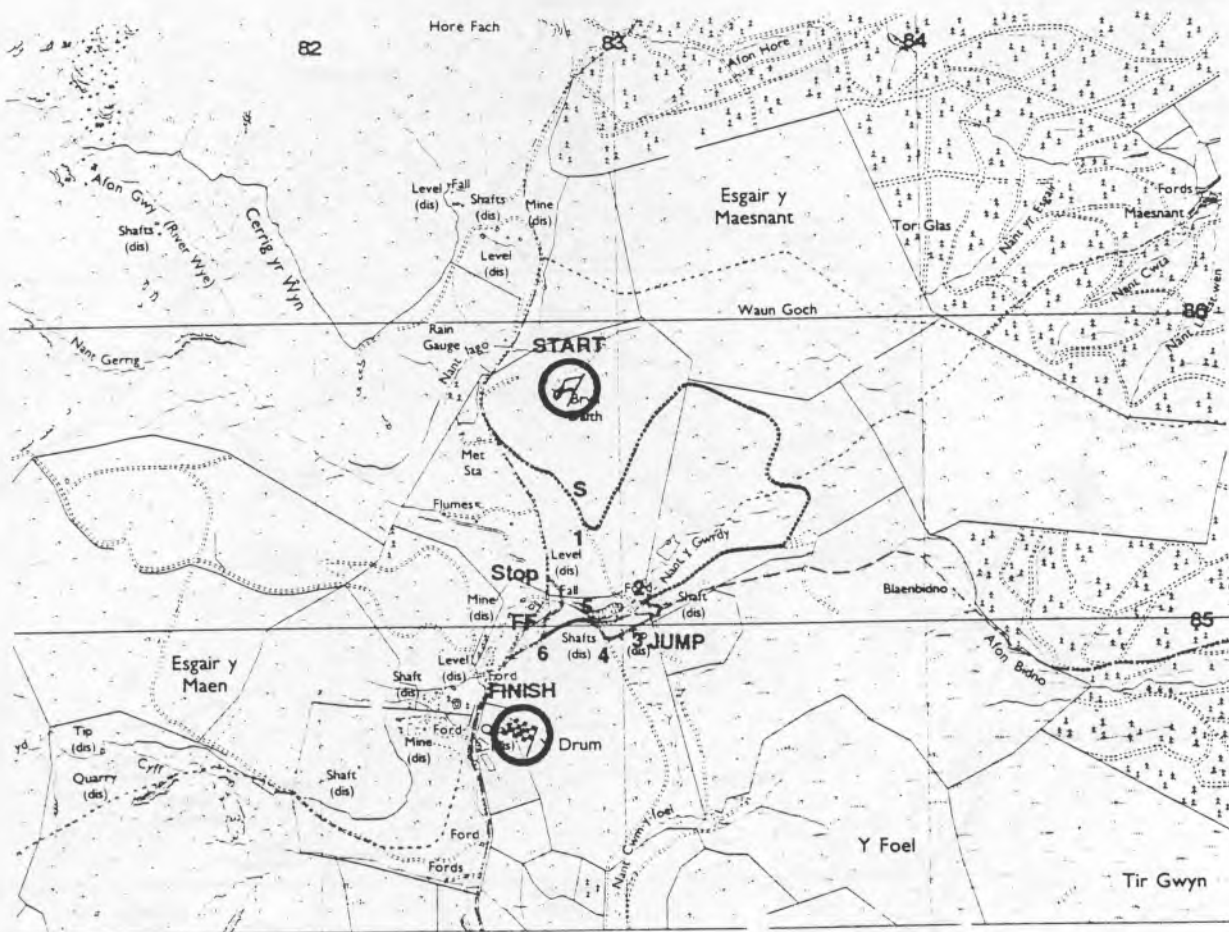 Hore Fach
82
83
84
Afon Hore
Afon Gwy
(River Wye)
Shafts
(dis)
Cerrig yr Wyn
Level
(dis)
Fall
Shafts
(dis)
Mine
(dis)
Level
(dis)
Esgair y
Maesnant
Tor Glas
Nant yr Esgair
Fords
Maesnant
Nant Cwta
Waun Goch
86
Nant Gerrig
Rain
Gauge
Nant Iago
START
Met
Sta
S
Flumes
1
Level
(dis)
Nant y Gwrdy
Stop
Fall
2
5
Shaft
(dis)
Mine
(dis)
TF
Blaenbidno
85
Shafts
(dis)
3
JUMP
(dis)
6
4
Afon Bidno
Esgair y
Maen
Level
(dis)
Shaft
(dis)
Ford
FINISH
Ford
Drum
Mine
(dis)
Tip
(dis)
Quarry
(dis)
Shaft
(dis)
Ford
Fords
Nant Cwm y foel
Y Foel
Tir Gwyn